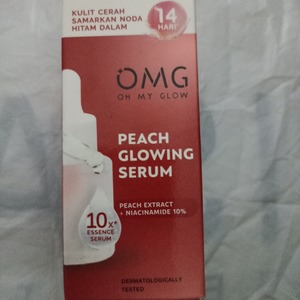 KULIT CERAH
SAMARKAN NODA
HITAM DALAM
14
HARI*
OMG
OH MY GLOW
PEACH
GLOWING
SERUM
PEACH EXTRACT
+ NIACINAMIDE 10%
10x*
ESSENCE
SERUM
DERMATOLOGICALLY
TESTED